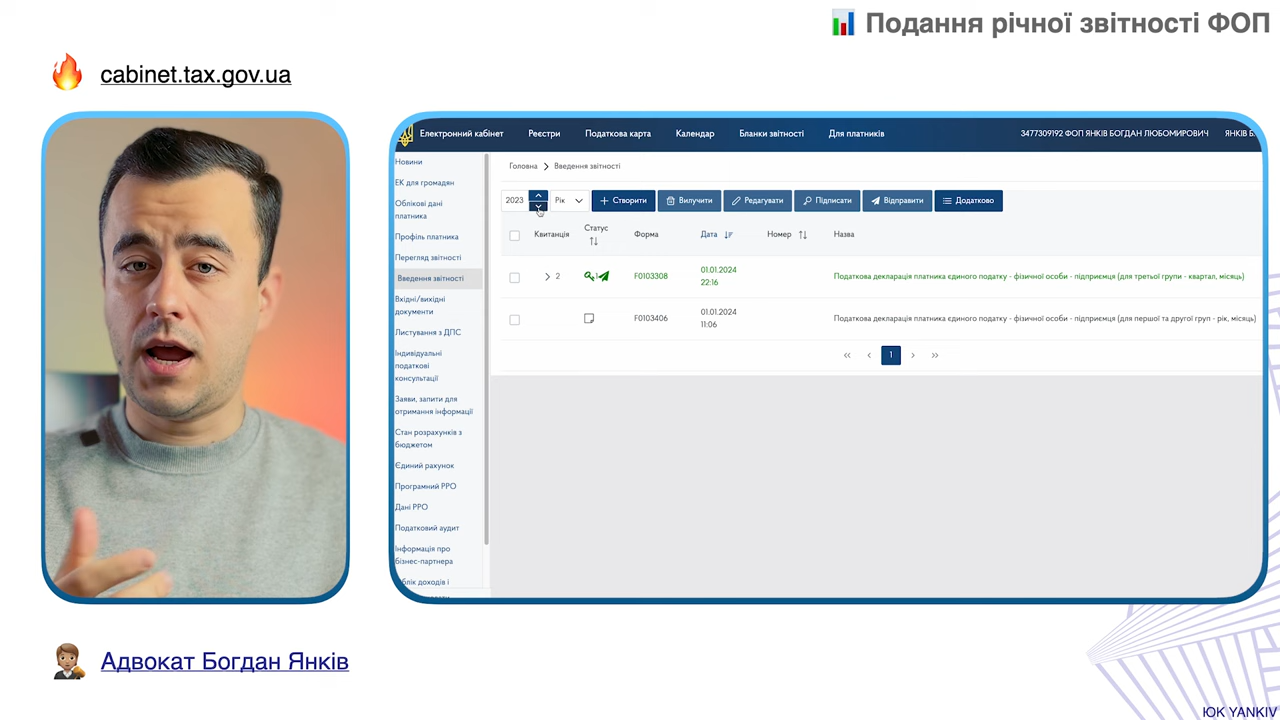 Подання річної звітності ФОП
cabinet.tax.gov.ua
Електронний кабінет Реєстри Податкова карта Календар Бланки звітності Для платників 3477309192 ФОП ЯНКІВ БОГДАН ЛЮБОМИРОВИЧ
Новини
ЕК для громадян
Облікові дані
платника
Профіль платника
Перегляд звітності
Введення звітності
Вхідні/вихідні
документи
Листування з ДПС
Індивідуальні
податкові
консультації
Заяви, запити для
отримання інформації
Стан розрахунків з
бюджетом
Єдиний рахунок
Програмний РРО
Дані РРО
Податковий аудит
Інформація про
бізнес-партнера
доходів і
Головна > Введення звітності
2023 Рік Створити Вилучити Редагувати Підписати Відправити Додатково
Квитанція Статус Форма Дата Номер Назва
2 F0103308 01.01.2024 22:16 Податкова декларація платника єдиного податку - фізичної особи - підприємця (для третьої групи - квартал, місяць)
F0103406 01.01.2024 11:06 Податкова декларація платника єдиного податку - фізичної особи - підприємця (для першої та другої груп - рік, місяць)
« ‹ 1 › »
Адвокат Богдан Янків
ЮК YANKIV